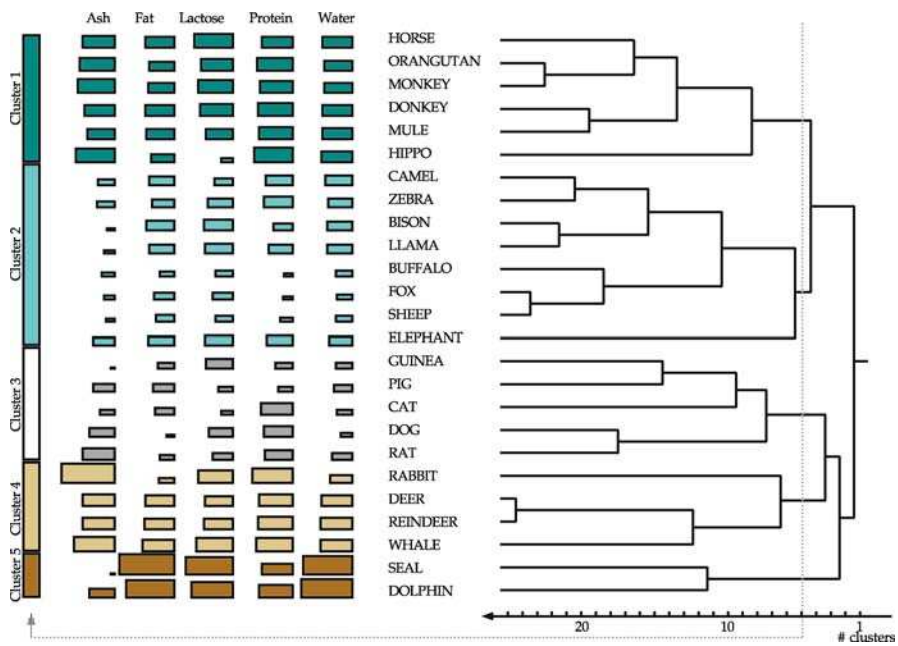 Ash Fat Lactose Protein Water
Cluster 1
Cluster 2
Cluster 3
Cluster 4
Cluster 5
HORSE
ORANGUTAN
MONKEY
DONKEY
MULE
HIPPO
CAMEL
ZEBRA
BISON
LLAMA
BUFFALO
FOX
SHEEP
ELEPHANT
GUINEA
PIG
CAT
DOG
RAT
RABBIT
DEER
REINDEER
WHALE
SEAL
DOLPHIN
20 10 1
# clusters